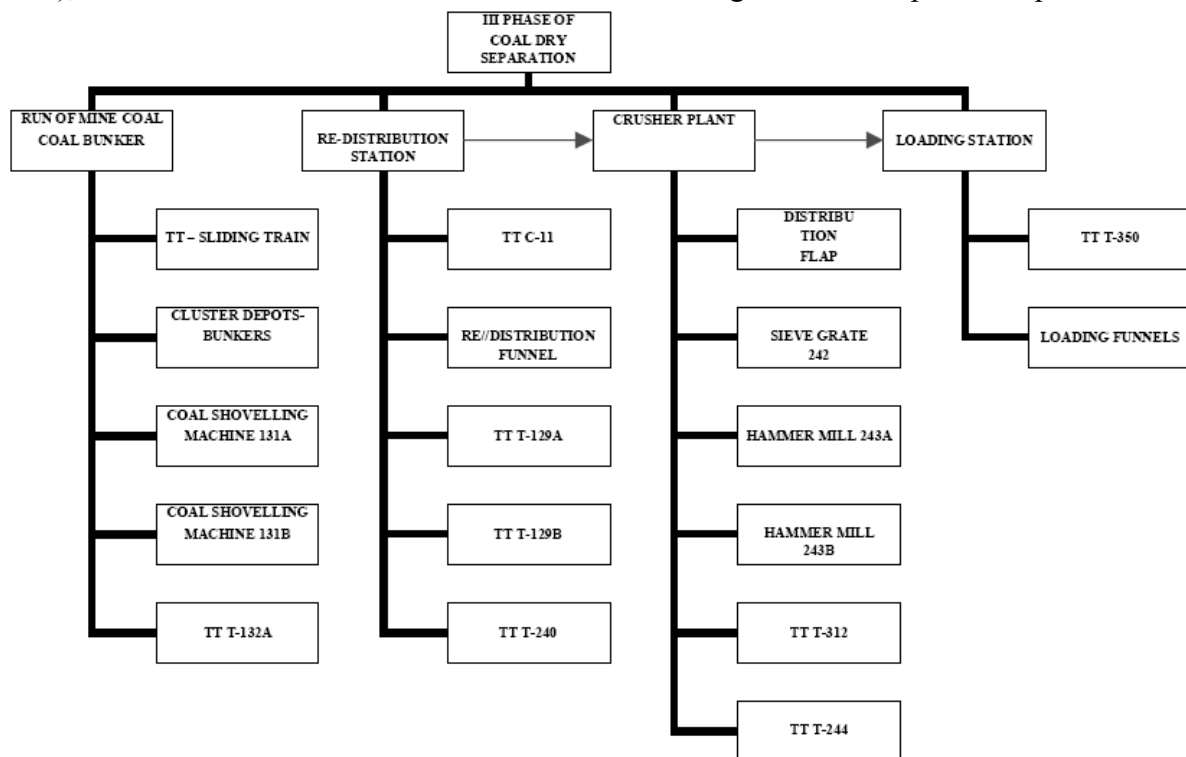 III PHASE OF
COAL DRY
SEPARATION
RUN OF MINE COAL
COAL BUNKER
RE-DISTRIBUTION
STATION
CRUSHER PLANT
LOADING STATION
TT – SLIDING TRAIN
CLUSTER DEPOTS-
BUNKERS
COAL SHOVELLING
MACHINE 131A
COAL SHOVELLING
MACHINE 131B
TT T-132A
TT C-11
RE//DISTRIBUTION
FUNNEL
TT T-129A
TT T-129B
TT T-240
DISTRIBU
TION
FLAP
SIEVE GRATE
242
HAMMER MILL 243A
HAMMER MILL
243B
TT T-312
TT T-244
TT T-350
LOADING FUNNELS